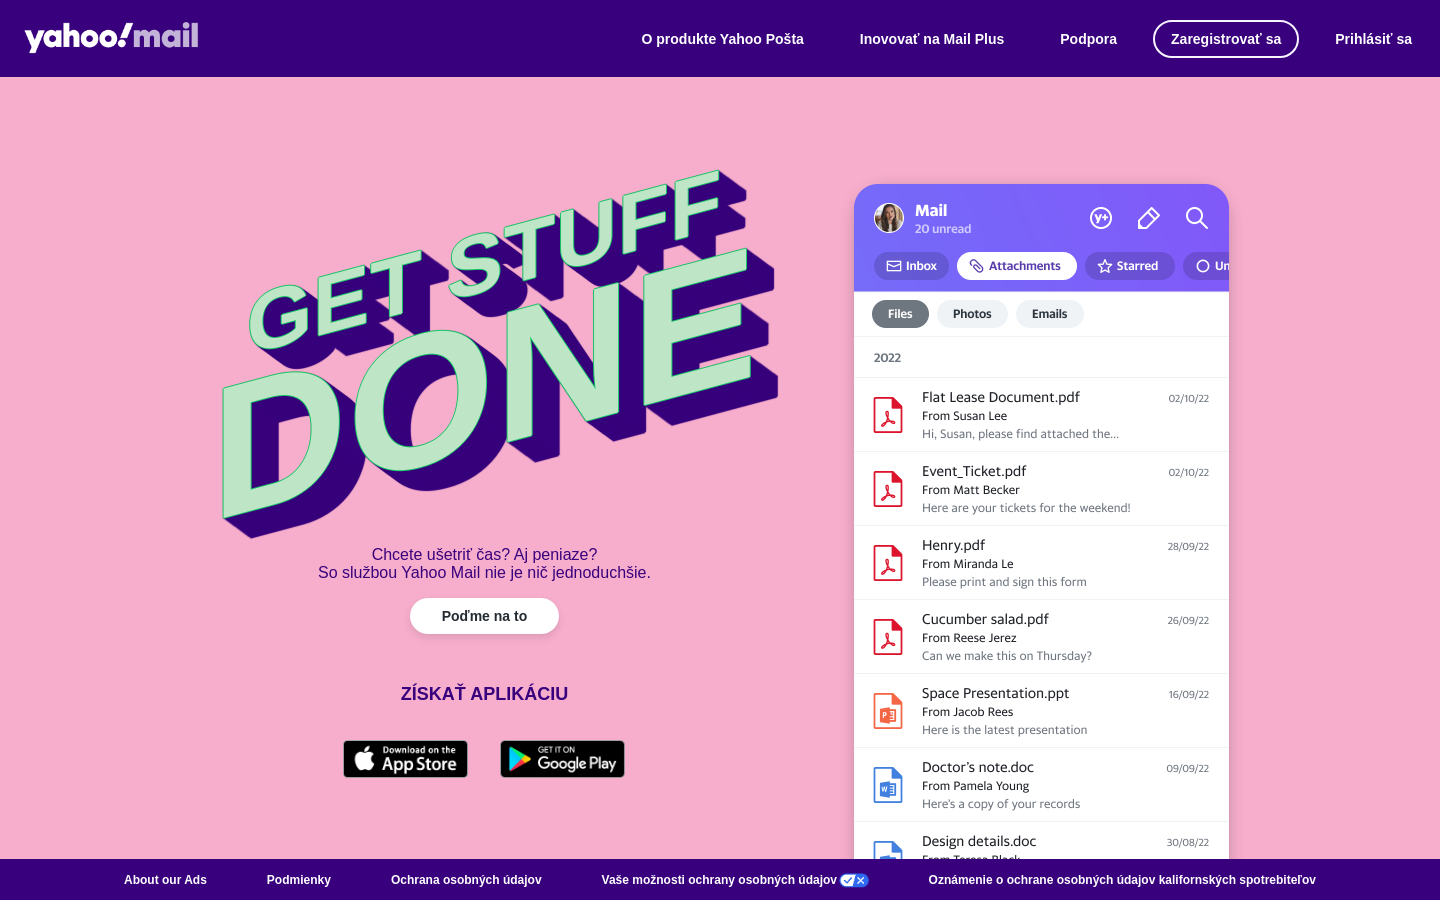 yahoo!mail
O produkte Yahoo Pošta
Inovovať na Mail Plus
Podpora
Zaregistrovať sa
Prihlásiť sa
GET STUFF
DONE
Chcete ušetriť čas? Aj peniaze?
So službou Yahoo Mail nie je nič jednoduchšie.
Poďme na to
ZÍSKAŤ APLIKÁCIU
Download on the
App Store
GET IT ON
Google Play
Mail
20 unread
y+
Inbox
Attachments
Starred
Un
Files
Photos
Emails
2022
Flat Lease Document.pdf
02/10/22
From Susan Lee
Hi, Susan, please find attached the...
Event_Ticket.pdf
02/10/22
From Matt Becker
Here are your tickets for the weekend!
Henry.pdf
28/09/22
From Miranda Le
Please print and sign this form
Cucumber salad.pdf
26/09/22
From Reese Jerez
Can we make this on Thursday?
Space Presentation.ppt
16/09/22
From Jacob Rees
Here is the latest presentation
Doctor's note.doc
09/09/22
From Pamela Young
Here's a copy of your records
Design details.doc
30/08/22
From Teresa Black
About our Ads
Podmienky
Ochrana osobných údajov
Vaše možnosti ochrany osobných údajov
Oznámenie o ochrane osobných údajov kalifornských spotrebiteľov